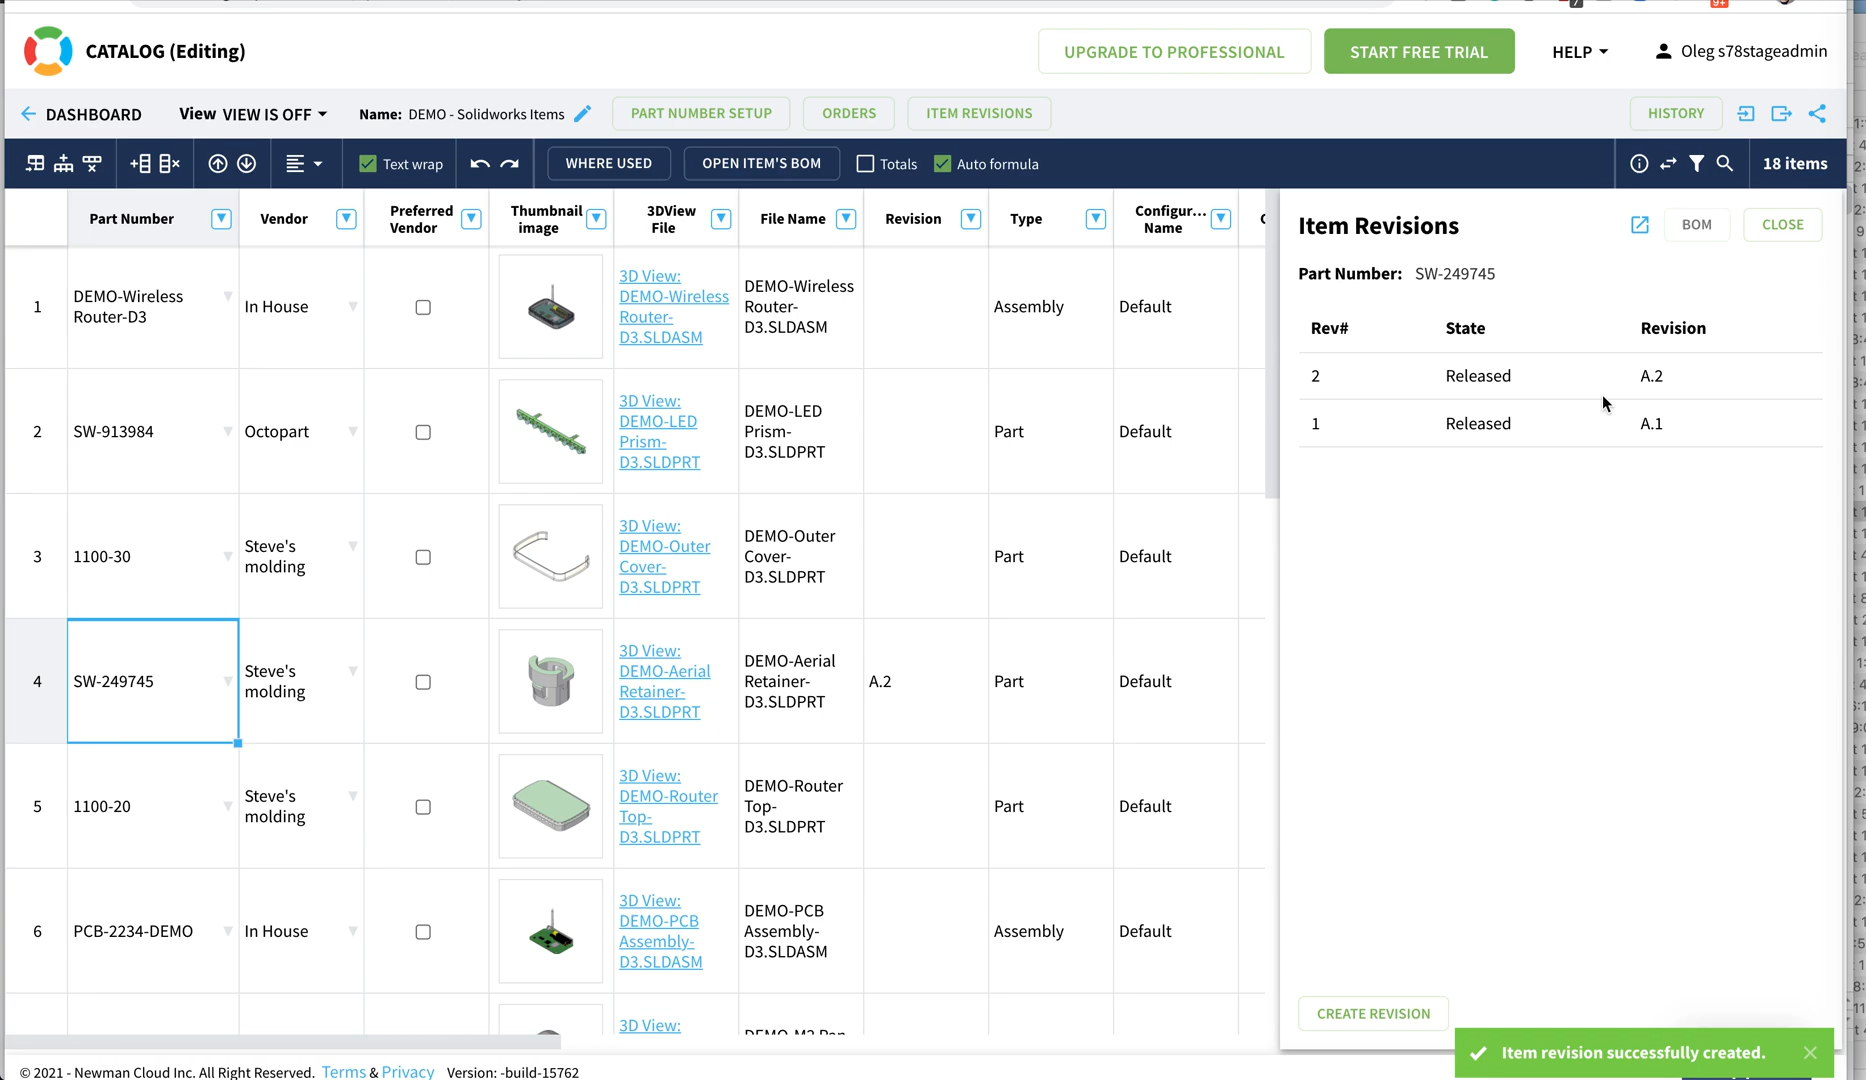 CATALOG (Editing)
UPGRADE TO PROFESSIONAL
START FREE TRIAL
HELP
Oleg s78stageadmin
DASHBOARD
View VIEW IS OFF
Name: DEMO - Solidworks Items
PART NUMBER SETUP
ORDERS
ITEM REVISIONS
HISTORY
Text wrap
WHERE USED
OPEN ITEM'S BOM
Totals
Auto formula
18 items
Part Number
Vendor
Preferred
Vendor
Thumbnail
image
3DView
File
File Name
Revision
Type
Configur...
Name
1
DEMO-Wireless
Router-D3
In House
3D View:
DEMO-Wireless
Router-
D3.SLDASM
DEMO-Wireless
Router-
D3.SLDASM
Assembly
Default
2
SW-913984
Octopart
3D View:
DEMO-LED
Prism-
D3.SLDPRT
DEMO-LED
Prism-
D3.SLDPRT
Part
Default
3
1100-30
Steve's
molding
3D View:
DEMO-Outer
Cover-
D3.SLDPRT
DEMO-Outer
Cover-
D3.SLDPRT
Part
Default
4
SW-249745
Steve's
molding
3D View:
DEMO-Aerial
Retainer-
D3.SLDPRT
DEMO-Aerial
Retainer-
D3.SLDPRT
A.2
Part
Default
5
1100-20
Steve's
molding
3D View:
DEMO-Router
Top-
D3.SLDPRT
DEMO-Router
Top-
D3.SLDPRT
Part
Default
6
PCB-2234-DEMO
In House
3D View:
DEMO-PCB
Assembly-
D3.SLDASM
DEMO-PCB
Assembly-
D3.SLDASM
Assembly
Default
3D View:
Item Revisions
BOM
CLOSE
Part Number: SW-249745
Rev# State Revision
2 Released A.2
1 Released A.1
CREATE REVISION
Item revision successfully created.
© 2021 - Newman Cloud Inc. All Right Reserved. Terms & Privacy Version: -build-15762